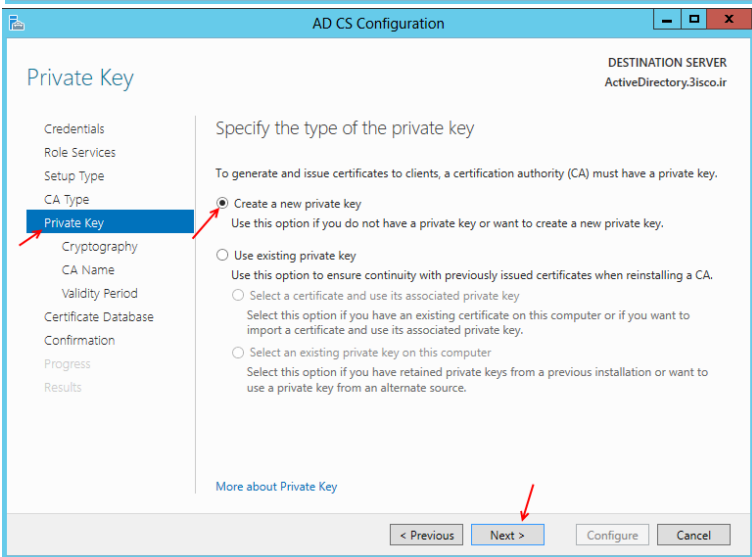 AD CS Configuration
x
Private Key
DESTINATION SERVER
ActiveDirectory.3isco.ir
Credentials
Role Services
Setup Type
CA Type
Private Key
Cryptography
CA Name
Validity Period
Certificate Database
Confirmation
Progress
Results
Specify the type of the private key
To generate and issue certificates to clients, a certification authority (CA) must have a private key.
Create a new private key
Use this option if you do not have a private key or want to create a new private key.
Use existing private key
Use this option to ensure continuity with previously issued certificates when reinstalling a CA.
Select a certificate and use its associated private key
Select this option if you have an existing certificate on this computer or if you want to
import a certificate and use its associated private key.
Select an existing private key on this computer
Select this option if you have retained private keys from a previous installation or want to
use a private key from an alternate source.
More about Private Key
< Previous
Next >
Configure
Cancel